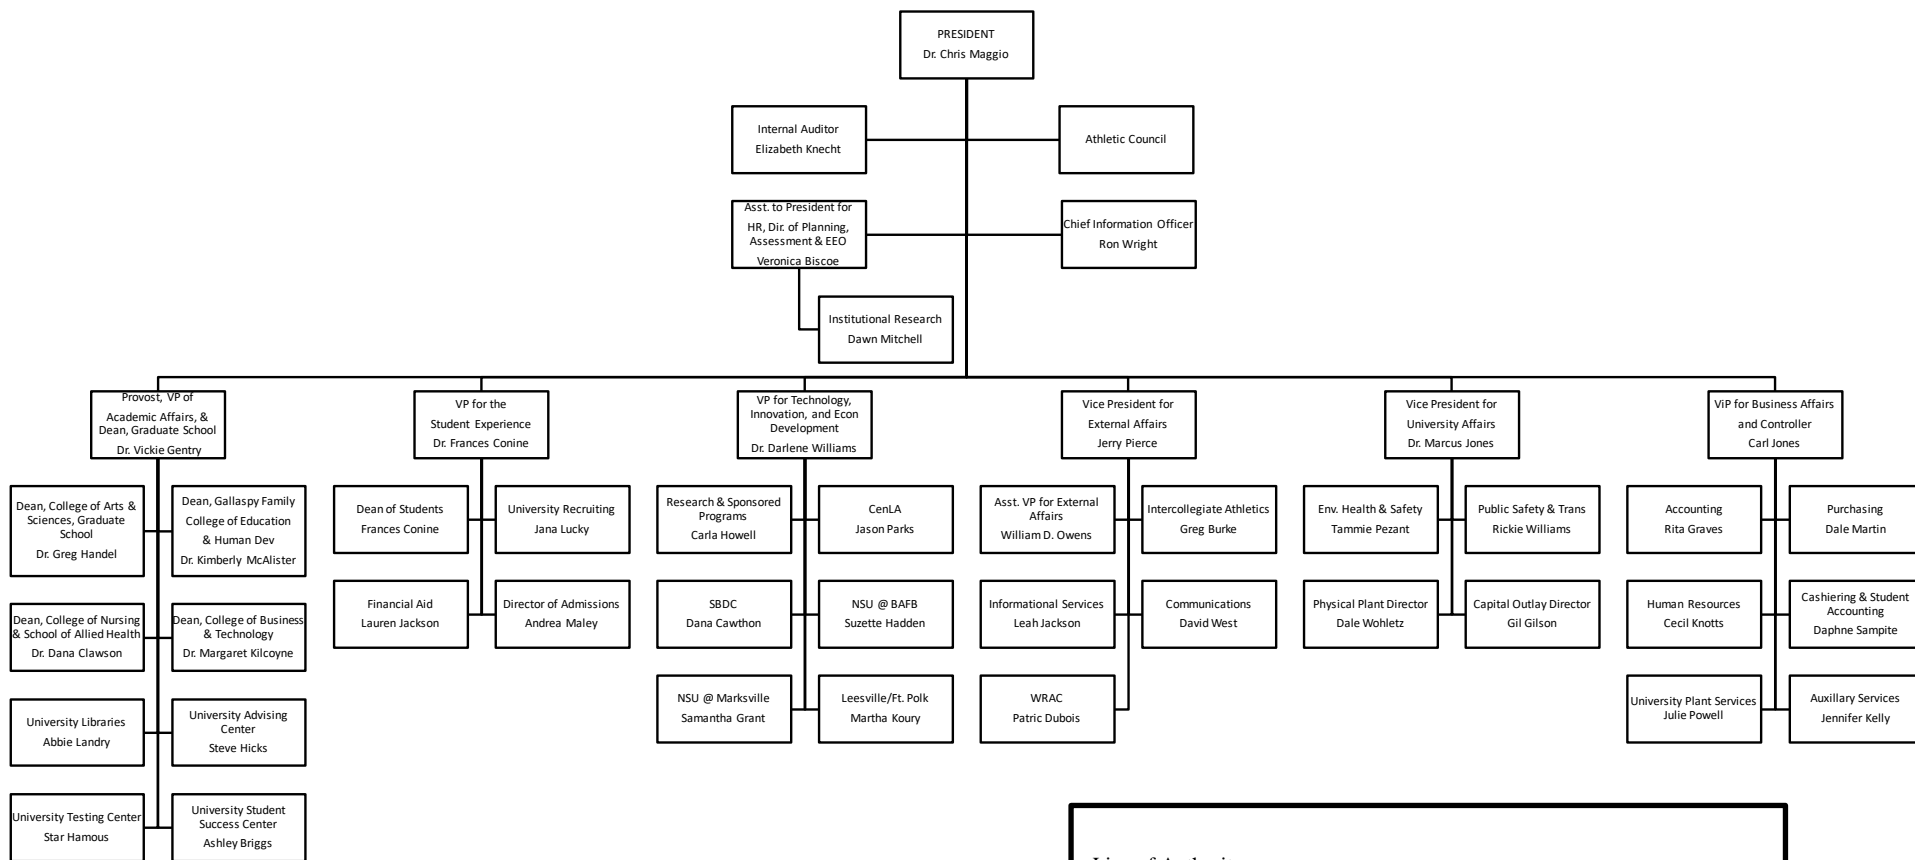 PRESIDENT
Dr. Chris Maggio
Internal Auditor
Elizabeth Knecht
Athletic Council
Asst. to President for
HR, Dir. of Planning,
Assessment & EEO
Veronica Biscoe
Chief Information Officer
Ron Wright
Institutional Research
Dawn Mitchell
Provost, VP of
Academic Affairs, &
Dean, Graduate School
Dr. Vickie Gentry
VP for the
Student Experience
Dr. Frances Conine
VP for Technology,
Innovation, and Econ
Development
Dr. Darlene Williams
Vice President for
External Affairs
Jerry Pierce
Vice President for
University Affairs
Dr. Marcus Jones
ViP for Business Affairs
and Controller
Carl Jones
Dean, College of Arts &
Sciences, Graduate
School
Dr. Greg Handel
Dean, Gallaspy Family
College of Education
& Human Dev
Dr. Kimberly McAlister
Dean of Students
Frances Conine
University Recruiting
Jana Lucky
Research & Sponsored
Programs
Carla Howell
CenLA
Jason Parks
Asst. VP for External
Affairs
William D. Owens
Intercollegiate Athletics
Greg Burke
Env. Health & Safety
Tammie Pezant
Public Safety & Trans
Rickie Williams
Accounting
Rita Graves
Purchasing
Dale Martin
Dean, College of Nursing
& School of Allied Health
Dr. Dana Clawson
Dean, College of Business
& Technology
Dr. Margaret Kilcoyne
Financial Aid
Lauren Jackson
Director of Admissions
Andrea Maley
SBDC
Dana Cawthon
NSU @ BAFB
Suzette Hadden
Informational Services
Leah Jackson
Communications
David West
Physical Plant Director
Dale Wohletz
Capital Outlay Director
Gil Gilson
Human Resources
Cecil Knotts
Cashiering & Student
Accounting
Daphne Sampite
University Libraries
Abbie Landry
University Advising
Center
Steve Hicks
NSU @ Marksville
Samantha Grant
Leesville/Ft. Polk
Martha Koury
WRAC
Patric Dubois
University Plant Services
Julie Powell
Auxillary Services
Jennifer Kelly
University Testing Center
Star Hamous
University Student
Success Center
Ashley Briggs